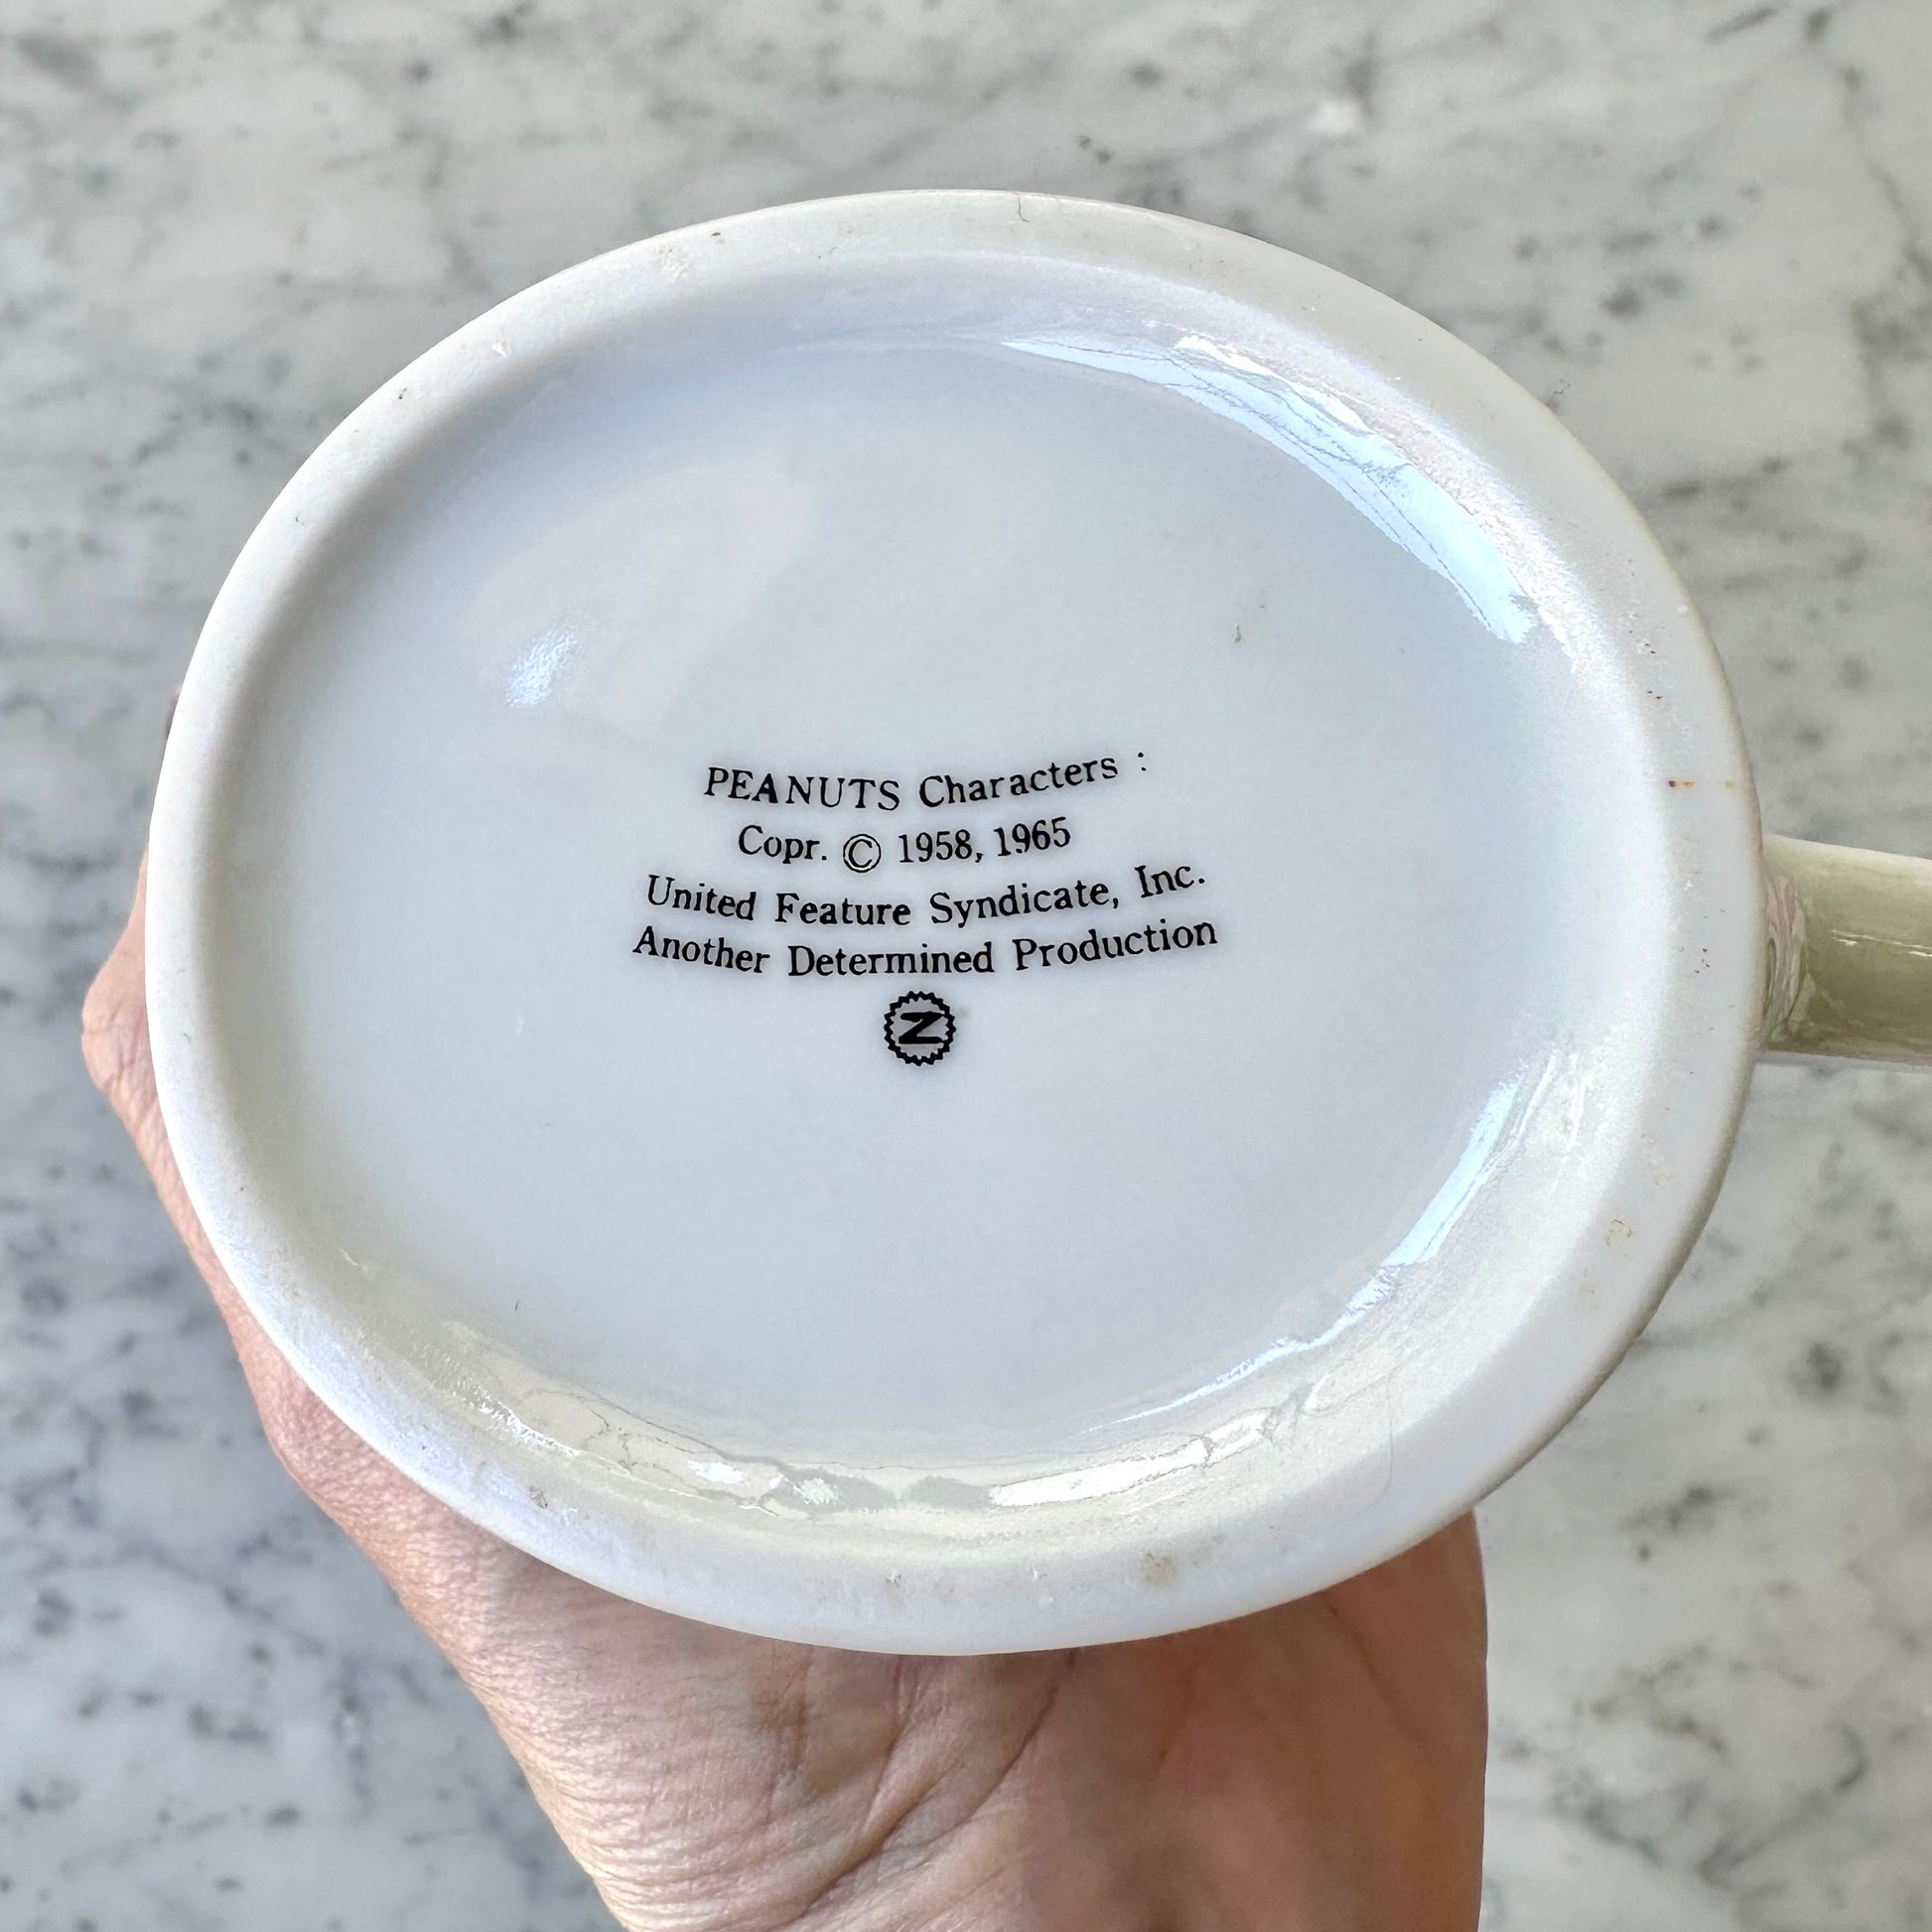 PEANUTS Characters :
Copr. © 1958, 1965
United Feature Syndicate, Inc.
Another Determined Production
Z